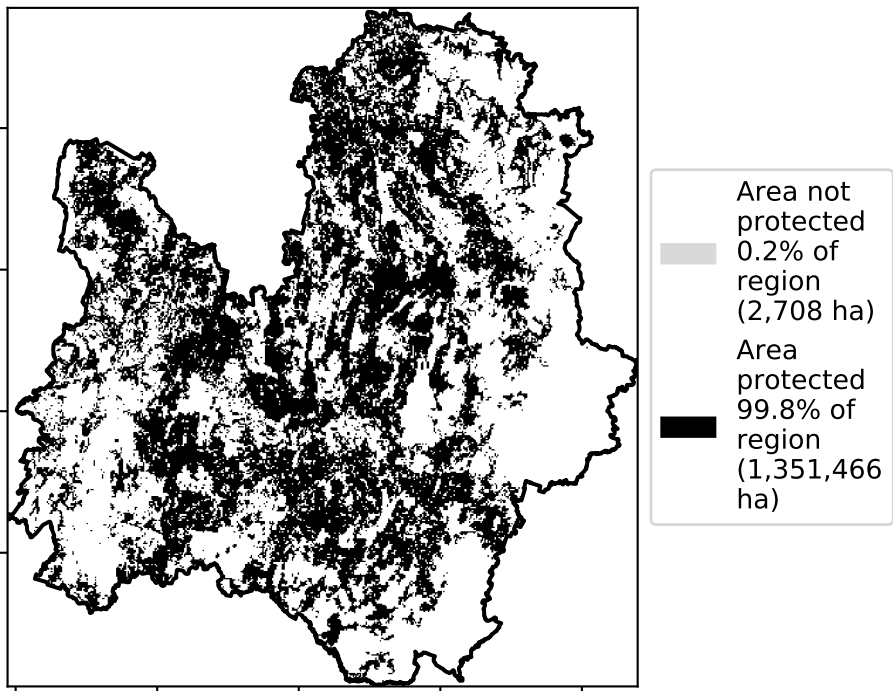 Area not
protected
0.2% of
region
(2,708 ha)
Area
protected
99.8% of
region
(1,351,466
ha)